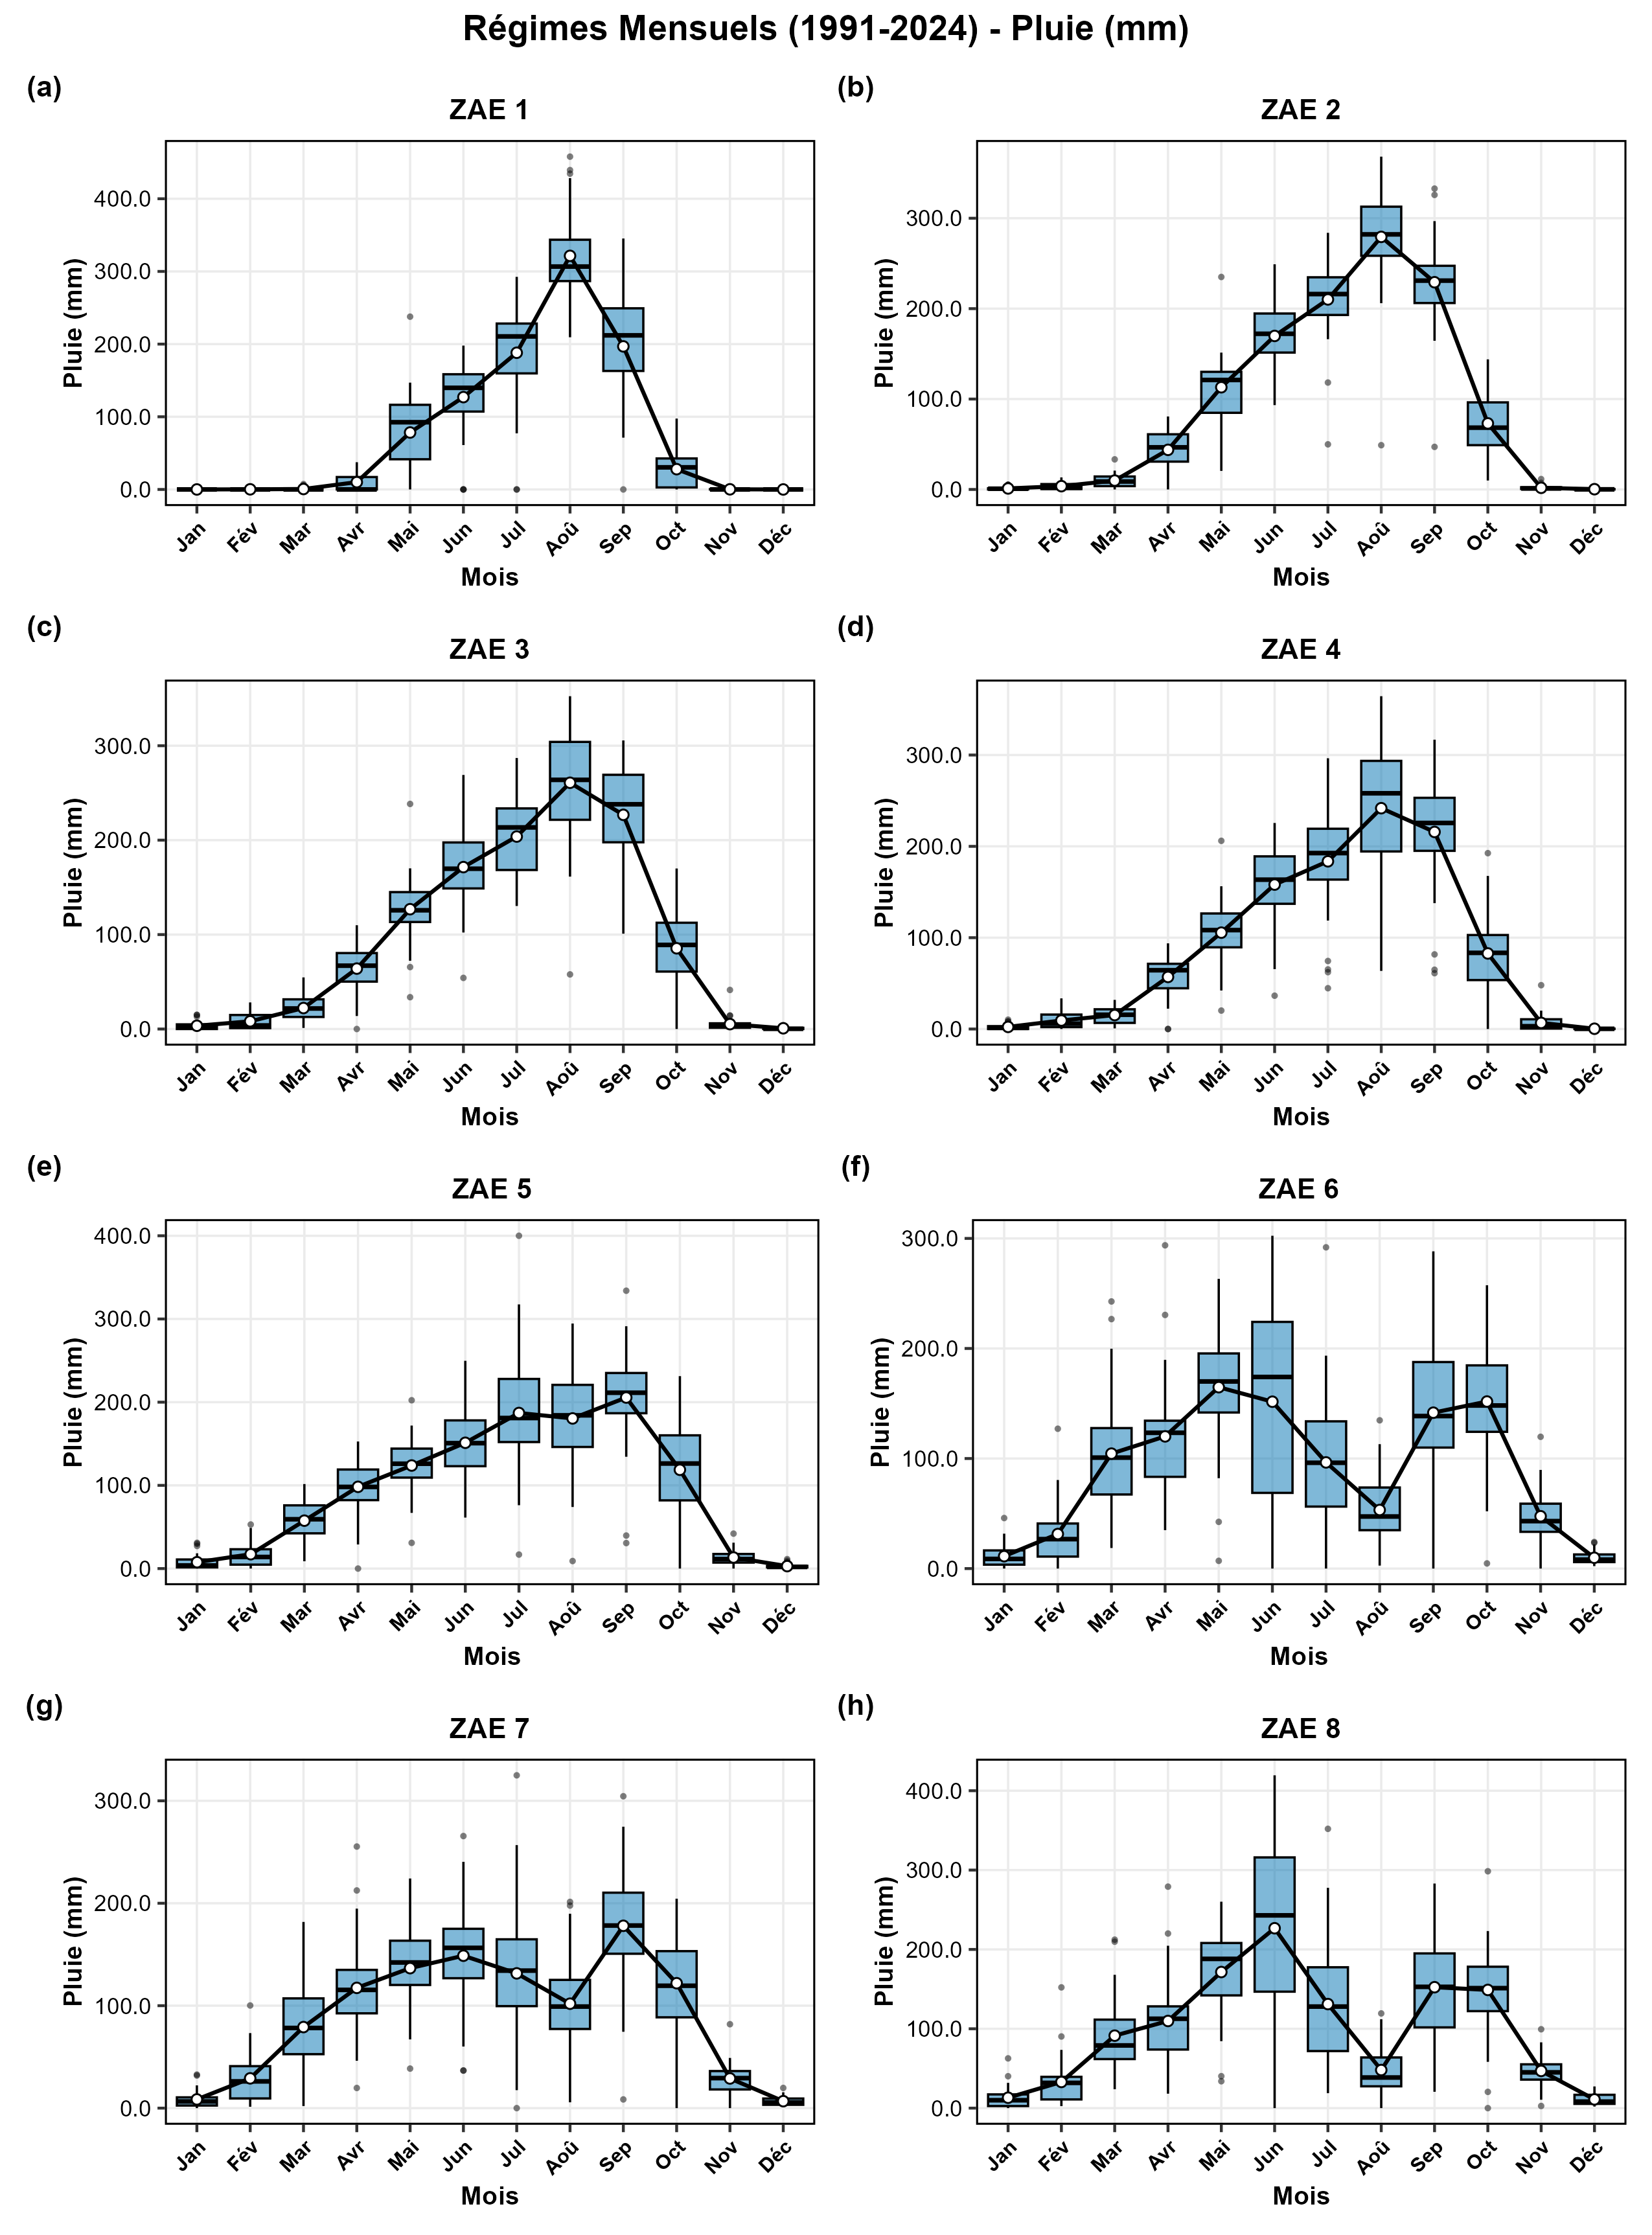 Régimes Mensuels (1991-2024) - Pluie (mm)
(a)
ZAE 1
Pluie (mm)
400.0
300.0
200.0
100.0
0.0
Jan Fév Mar Avr Mai Jun Jul Aoû Sep Oct Nov Déc
Mois
(b)
ZAE 2
Pluie (mm)
300.0
200.0
100.0
0.0
Jan Fév Mar Avr Mai Jun Jul Aoû Sep Oct Nov Déc
Mois
(c)
ZAE 3
Pluie (mm)
300.0
200.0
100.0
0.0
Jan Fév Mar Avr Mai Jun Jul Aoû Sep Oct Nov Déc
Mois
(d)
ZAE 4
Pluie (mm)
300.0
200.0
100.0
0.0
Jan Fév Mar Avr Mai Jun Jul Aoû Sep Oct Nov Déc
Mois
(e)
ZAE 5
Pluie (mm)
400.0
300.0
200.0
100.0
0.0
Jan Fév Mar Avr Mai Jun Jul Aoû Sep Oct Nov Déc
Mois
(f)
ZAE 6
Pluie (mm)
300.0
200.0
100.0
0.0
Jan Fév Mar Avr Mai Jun Jul Aoû Sep Oct Nov Déc
Mois
(g)
ZAE 7
Pluie (mm)
300.0
200.0
100.0
0.0
Jan Fév Mar Avr Mai Jun Jul Aoû Sep Oct Nov Déc
Mois
(h)
ZAE 8
Pluie (mm)
400.0
300.0
200.0
100.0
0.0
Jan Fév Mar Avr Mai Jun Jul Aoû Sep Oct Nov Déc
Mois